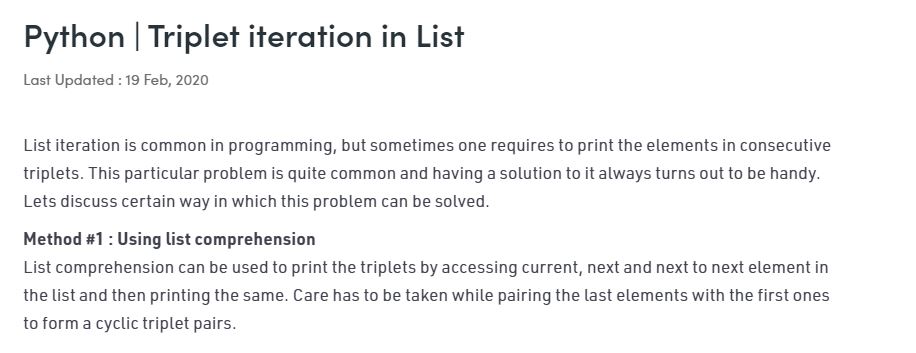 Python | Triplet iteration in List
Last Updated : 19 Feb, 2020
List iteration is common in programming, but sometimes one requires to print the elements in consecutive
triplets. This particular problem is quite common and having a solution to it always turns out to be handy.
Lets discuss certain way in which this problem can be solved.
Method #1 : Using list comprehension
List comprehension can be used to print the triplets by accessing current, next and next to next element in
the list and then printing the same. Care has to be taken while pairing the last elements with the first ones
to form a cyclic triplet pairs.